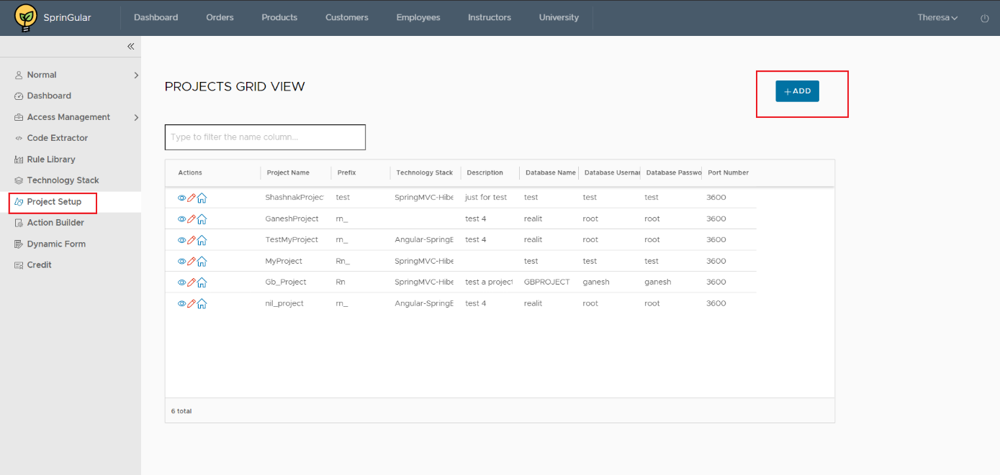 SprinGular Dashboard Orders Products Customers Employees Instructors University Theresa
Normal
Dashboard
Access Management
Code Extractor
Rule Library
Technology Stack
Project Setup
Action Builder
Dynamic Form
Credit
PROJECTS GRID VIEW
+ADD
Type to filter the name column...
Actions Project Name Prefix Technology Stack Description Database Name Database Usernar Database Passwo Port Number
ShashnakProjec test SpringMVC-Hibe just for test test test test 3600
GaneshProject rn_ test 4 realit root root 3600
TestMyProject rn_ Angular-SpringE test 4 realit root root 3600
MyProject Rn_ SpringMVC-Hibe test test test 3600
Gb_Project Rn SpringMVC-Hibe test a project GBPROJECT ganesh ganesh 3600
nil_project rn_ Angular-SpringE test 4 realit root root 3600
6 total